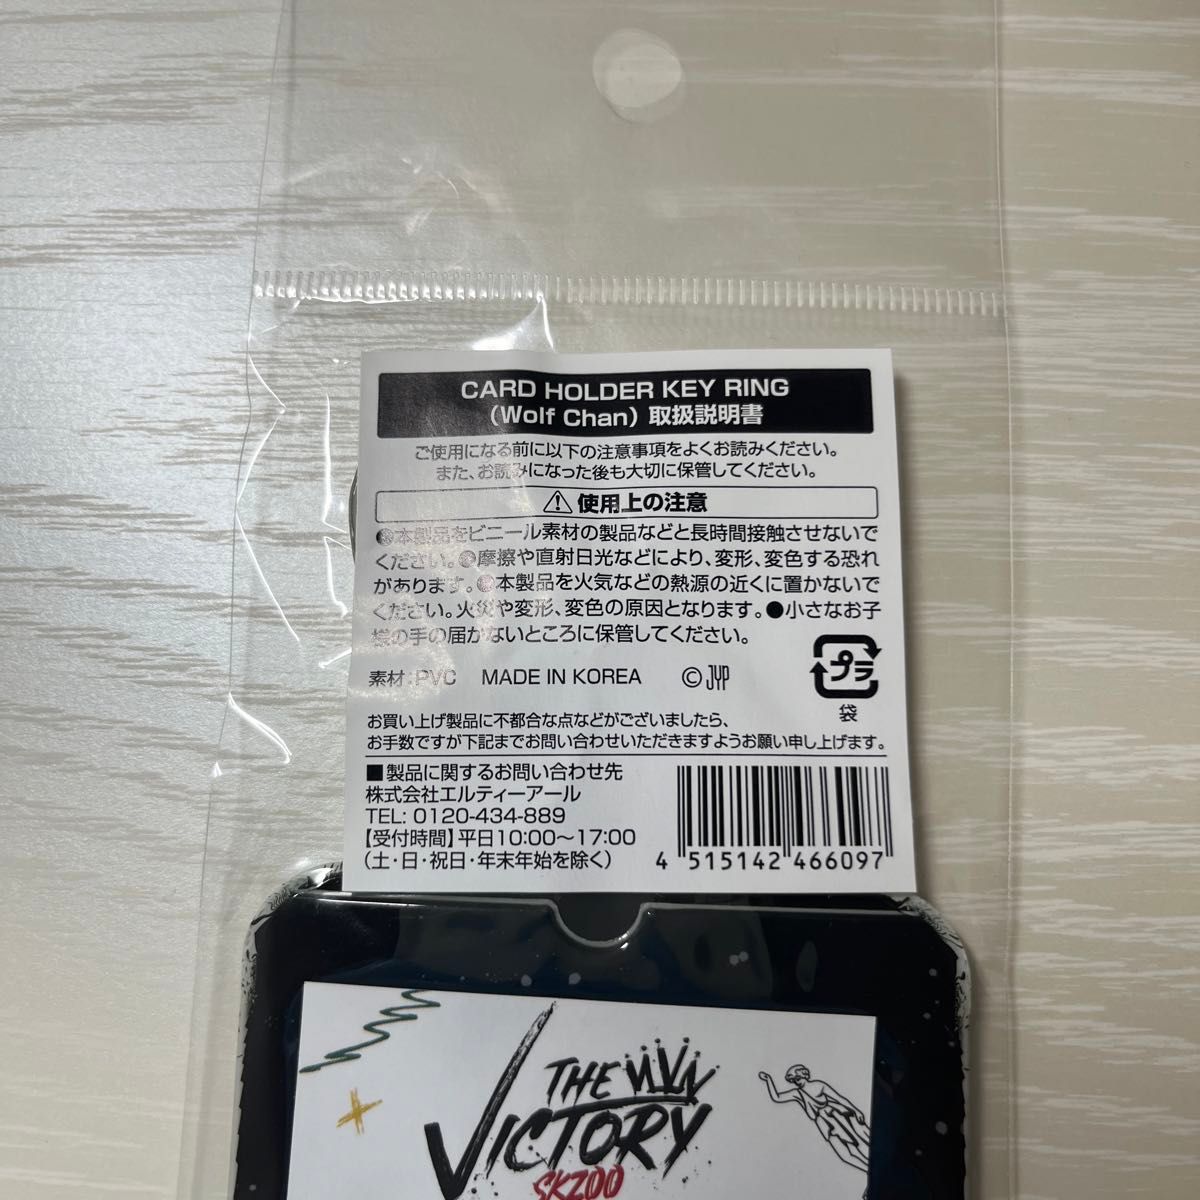 CARD HOLDER KEY RING
(Wolf Chan) 取扱説明書
ご使用になる前に以下の注意事項をよくお読みください。
また、お読みになった後も大切に保管してください。
使用上の注意
●本製品をビニール素材の製品などと長時間接触させないで
ください。●摩擦や直射日光などにより、変形、変色する恐れ
があります。●本製品を火気などの熱源の近くに置かないで
ください。火災や変形、変色の原因となります。●小さなお子
様の手の届かないところに保管してください。
素材:PVC MADE IN KOREA ©JYP
プラ
袋
お買い上げ製品に不都合な点などがございましたら、
お手数ですが下記までお問い合わせいただきますようお願い申し上げます。
■製品に関するお問い合わせ先
株式会社エルティーアール
TEL: 0120-434-889
【受付時間】平日10:00〜17:00
(土・日・祝日・年末年始を除く)
4 515142 466097
THE
VICTORY
SKZOO